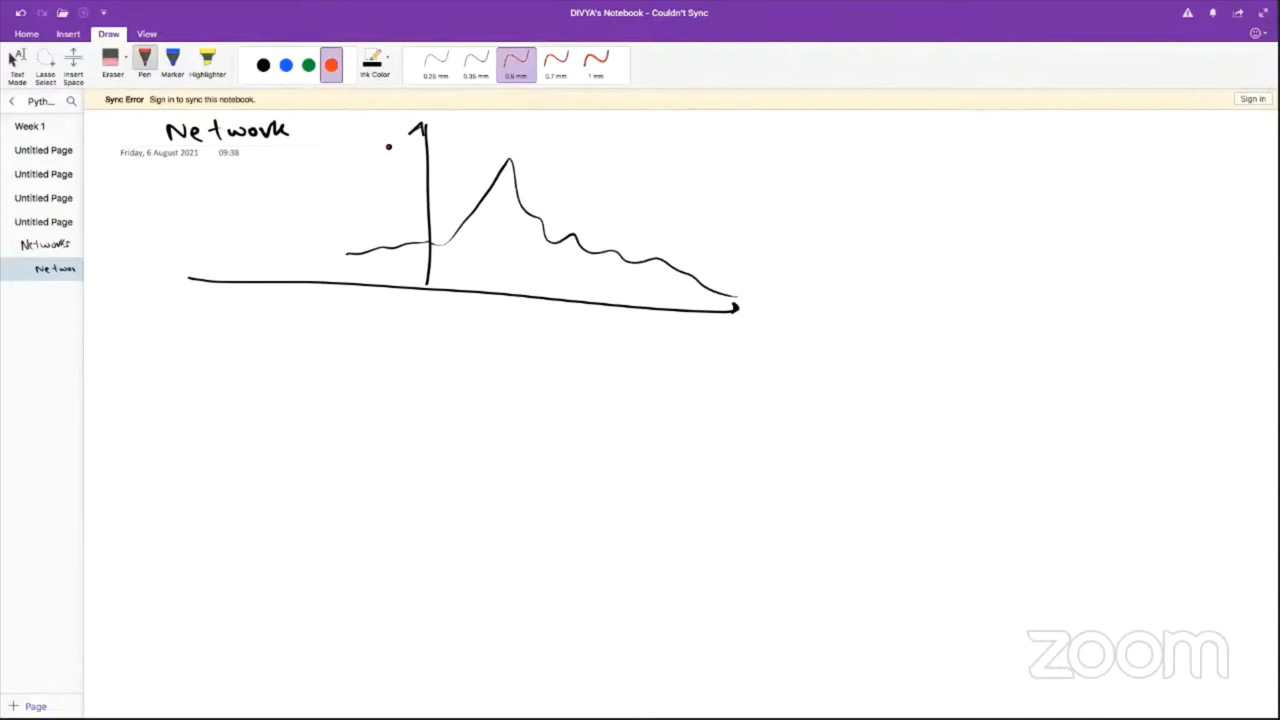 DIVYA's Notebook - Couldn't Sync
Home Insert Draw View
Text Mode
Lasso Select
Insert Space
Eraser
Pen
Marker
Highlighter
Ink Color
0.25 mm
0.35 mm
0.5 mm
0.7 mm
1 mm
Pyth...
Sync Error Sign in to sync this notebook.
Sign in
Week 1
Untitled Page
Untitled Page
Untitled Page
Untitled Page
Networks
Networ
Network
Friday, 6 August 2021 09:38
+ Page
zoom